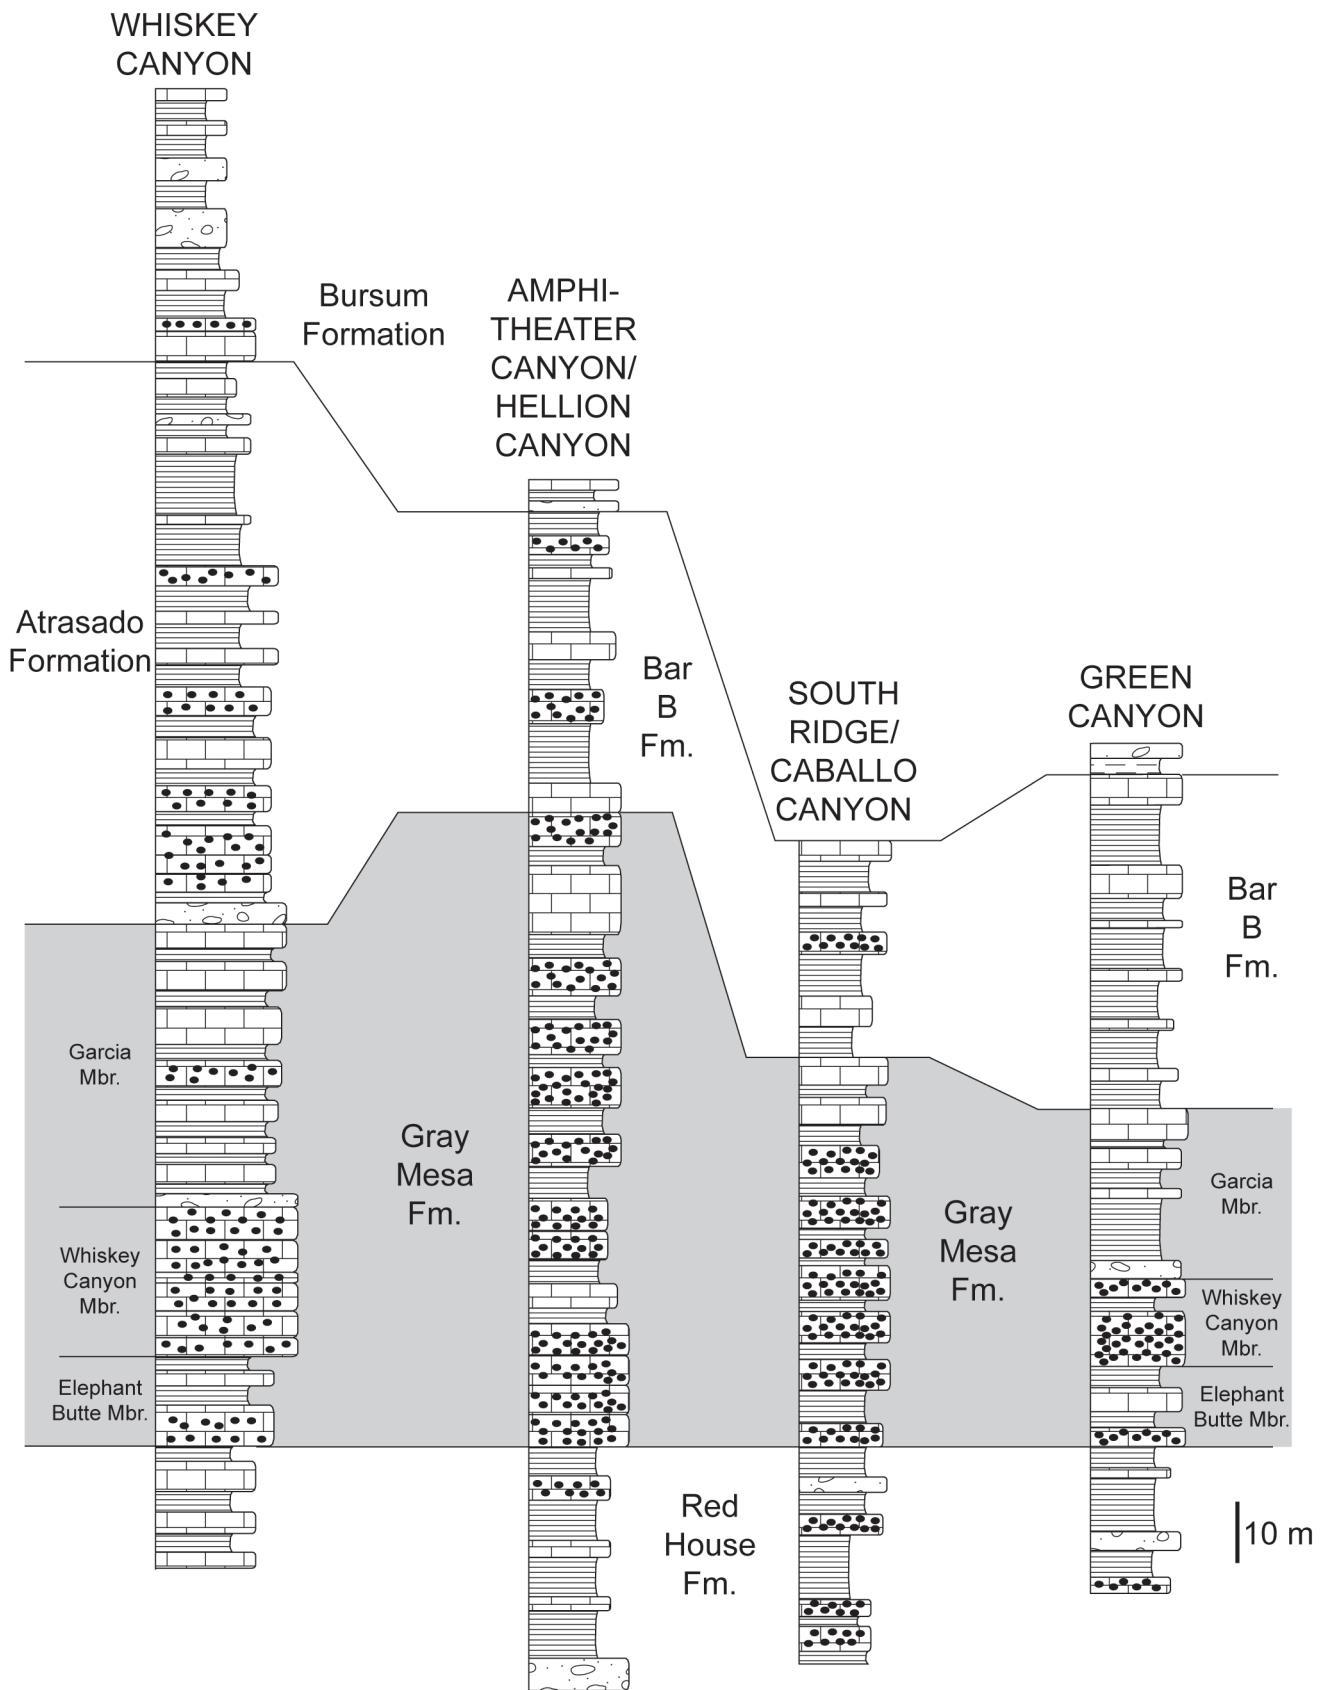 WHISKEY
CANYON
Bursum
Formation
AMPHI-
THEATER
CANYON/
HELLION
CANYON
Atrasado
Formation
Bar
B
Fm.
SOUTH
RIDGE/
CABALLO
CANYON
GREEN
CANYON
Bar
B
Fm.
Garcia
Mbr.
Gray
Mesa
Fm.
Gray
Mesa
Fm.
Garcia
Mbr.
Whiskey
Canyon
Mbr.
Whiskey
Canyon
Mbr.
Elephant
Butte Mbr.
Elephant
Butte Mbr.
Red
House
Fm.
10 m